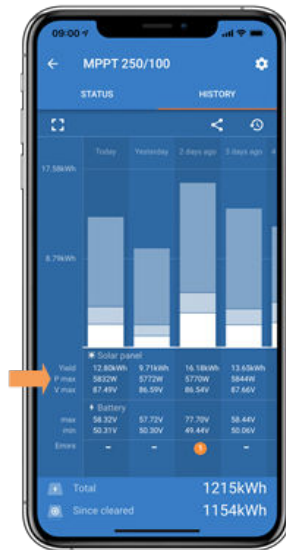 09:00
MPPT 250/100
STATUS HISTORY
Today Yesterday 2 days ago 3 days ago 4
17.58kWh
8.79kWh
Solar panel
Yield 12.80kWh 9.71kWh 16.18kWh 13.65kWh
P max 5832W 5772W 5770W 5844W
V max 87.49V 86.59V 86.54V 87.66V
Battery
max 58.32V 57.72V 77.70V 58.44V
min 50.31V 50.30V 49.44V 50.06V
Errors - - 1 -
Total 1215kWh
Since cleared 1154kWh